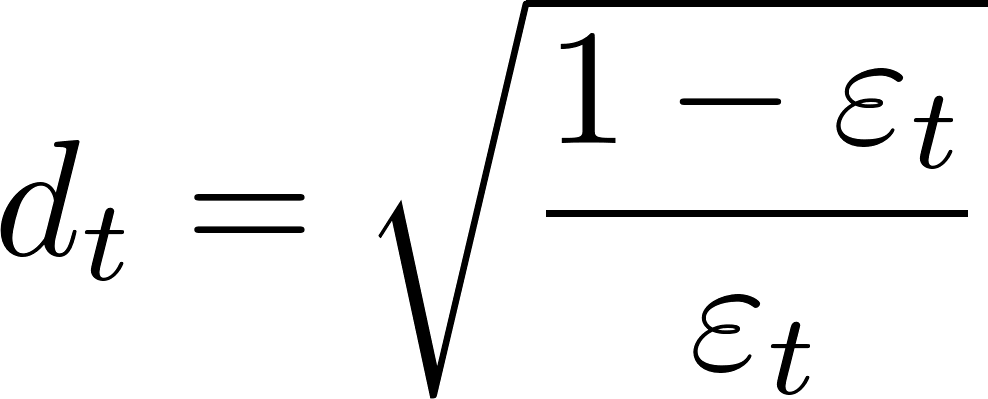 d_t = \sqrt{\frac{1 - \varepsilon_t}{\varepsilon_t}}